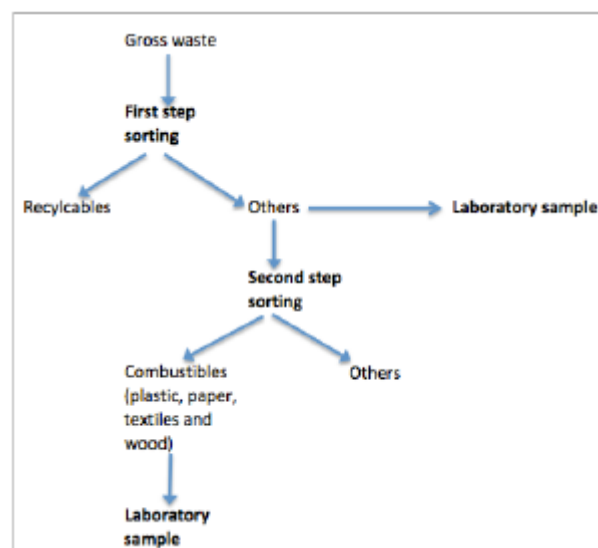 Gross waste
First step
sorting
Recylcables
Others
Laboratory sample
Second step
sorting
Combustibles
(plastic, paper,
textiles and
wood)
Others
Laboratory
sample